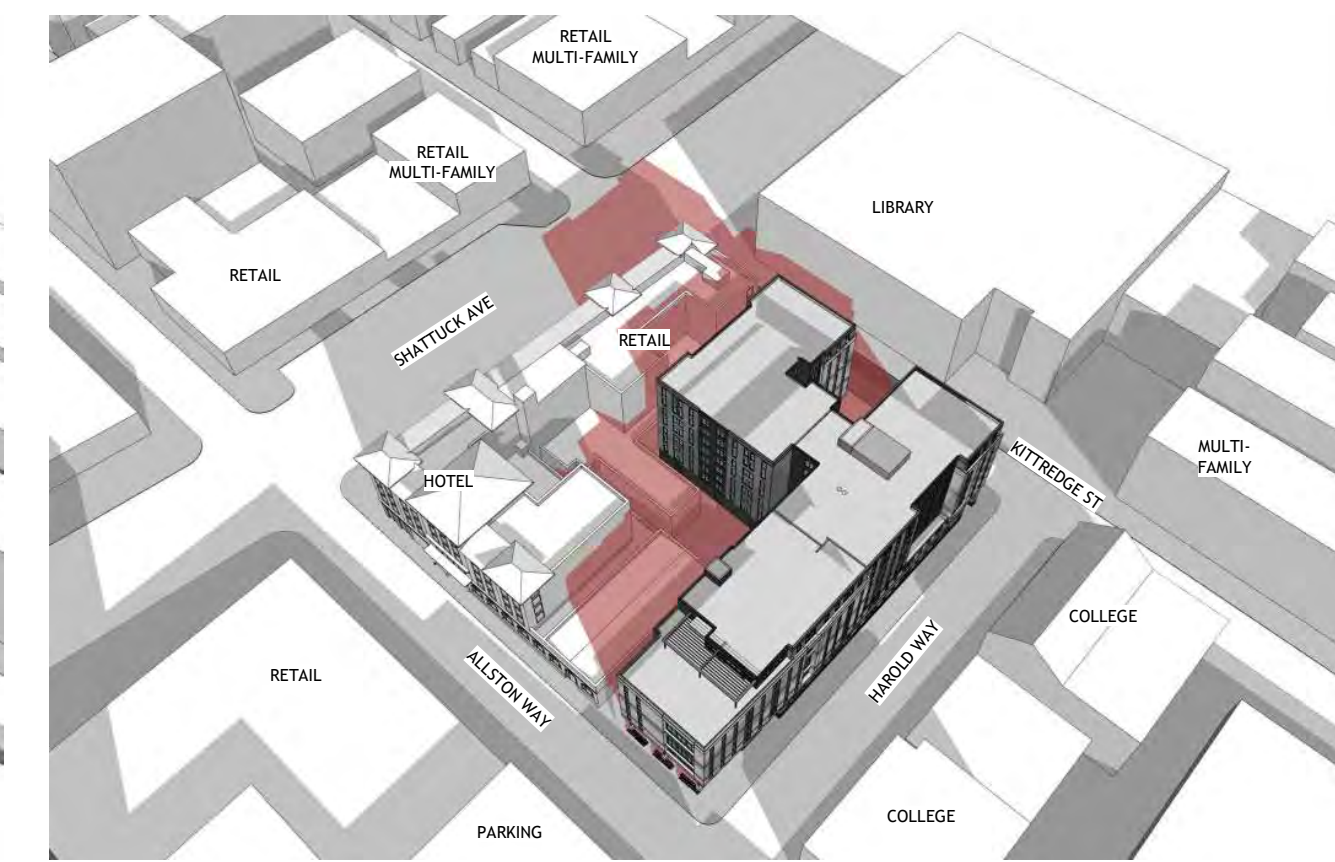 RETAIL
MULTI-FAMILY
RETAIL
MULTI-FAMILY
LIBRARY
RETAIL
SHATTUCK AVE
RETAIL
HOTEL
MULTI-
FAMILY
KITTREDGE ST
COLLEGE
HAROLD WAY
RETAIL
ALLSTON WAY
COLLEGE
PARKING